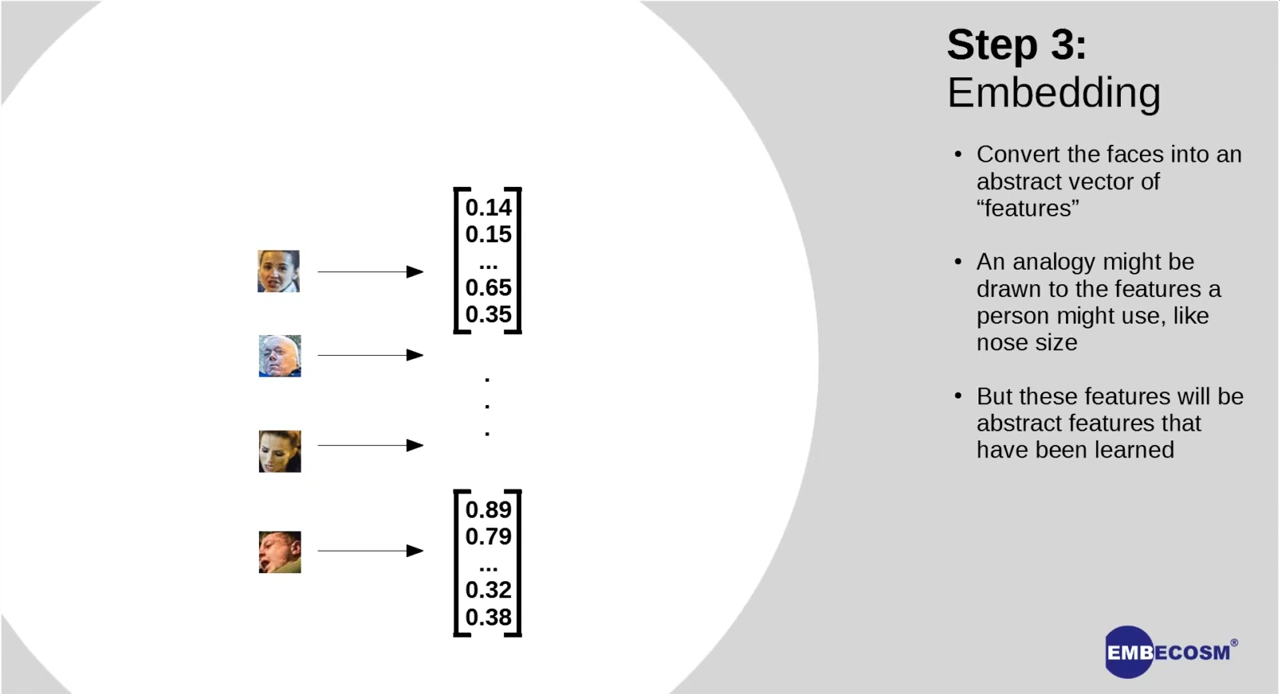 Step 3:
Embedding
• Convert the faces into an
abstract vector of
“features”
• An analogy might be
drawn to the features a
person might use, like
nose size
• But these features will be
abstract features that
have been learned
0.14
0.15
...
0.65
0.35
.
.
.
0.89
0.79
...
0.32
0.38
EMBECOSM®